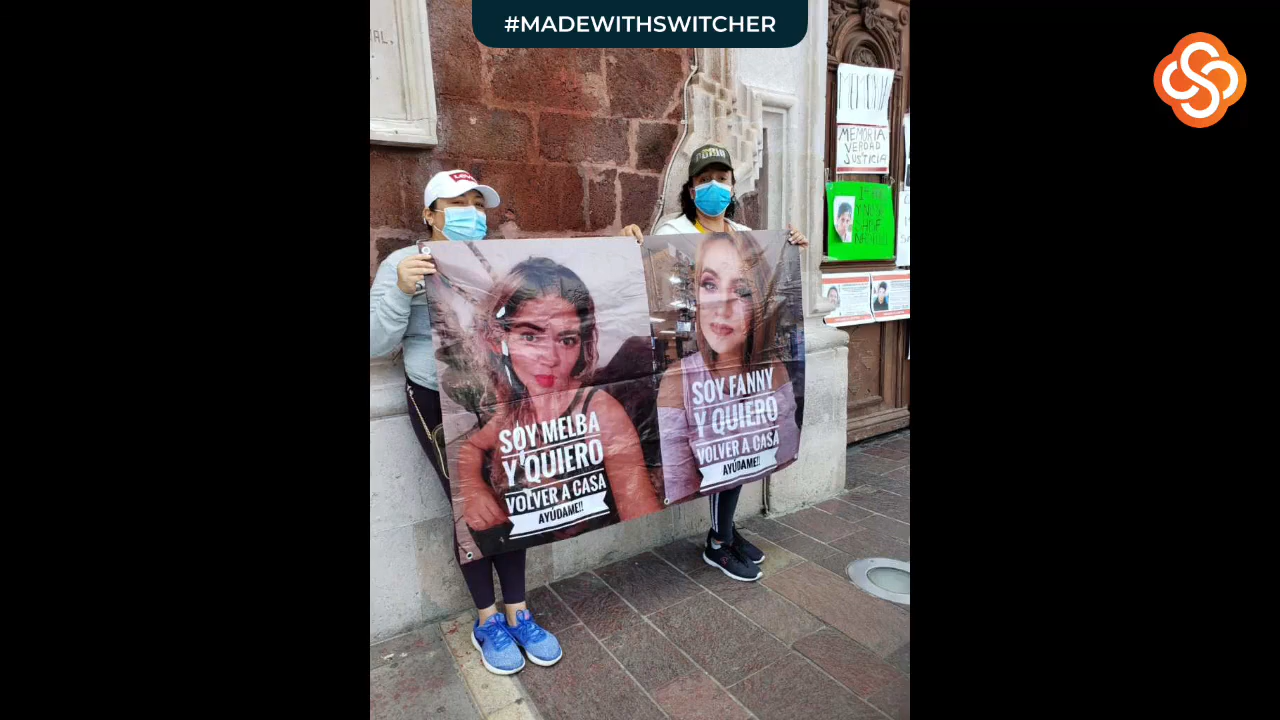 #MADEWITHSWITCHER
MEMORIA
VERDAD
JUSTICIA
SOY MELBA
Y QUIERO
VOLVER A CASA
AYÚDAME!!
SOY FANNY
Y QUIERO
VOLVER A CASA
AYÚDAME!!